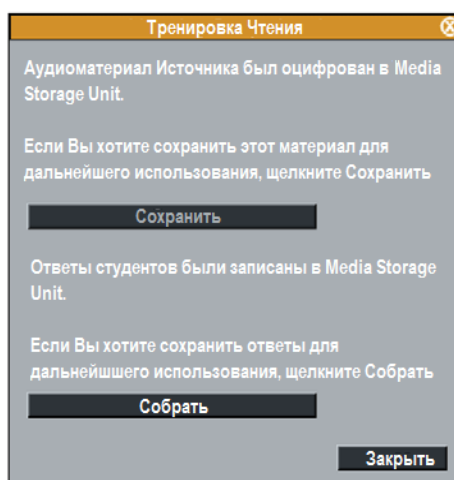 Тренировка Чтения
Аудиоматериал Источника был оцифрован в Media
Storage Unit.
Если Вы хотите сохранить этот материал для
дальнейшего использования, щелкните Сохранить
Сохранить
Ответы студентов были записаны в Media Storage
Unit.
Если Вы хотите сохранить ответы для
дальнейшшего использования, щелкните Собрать
Собрать
Закрыть